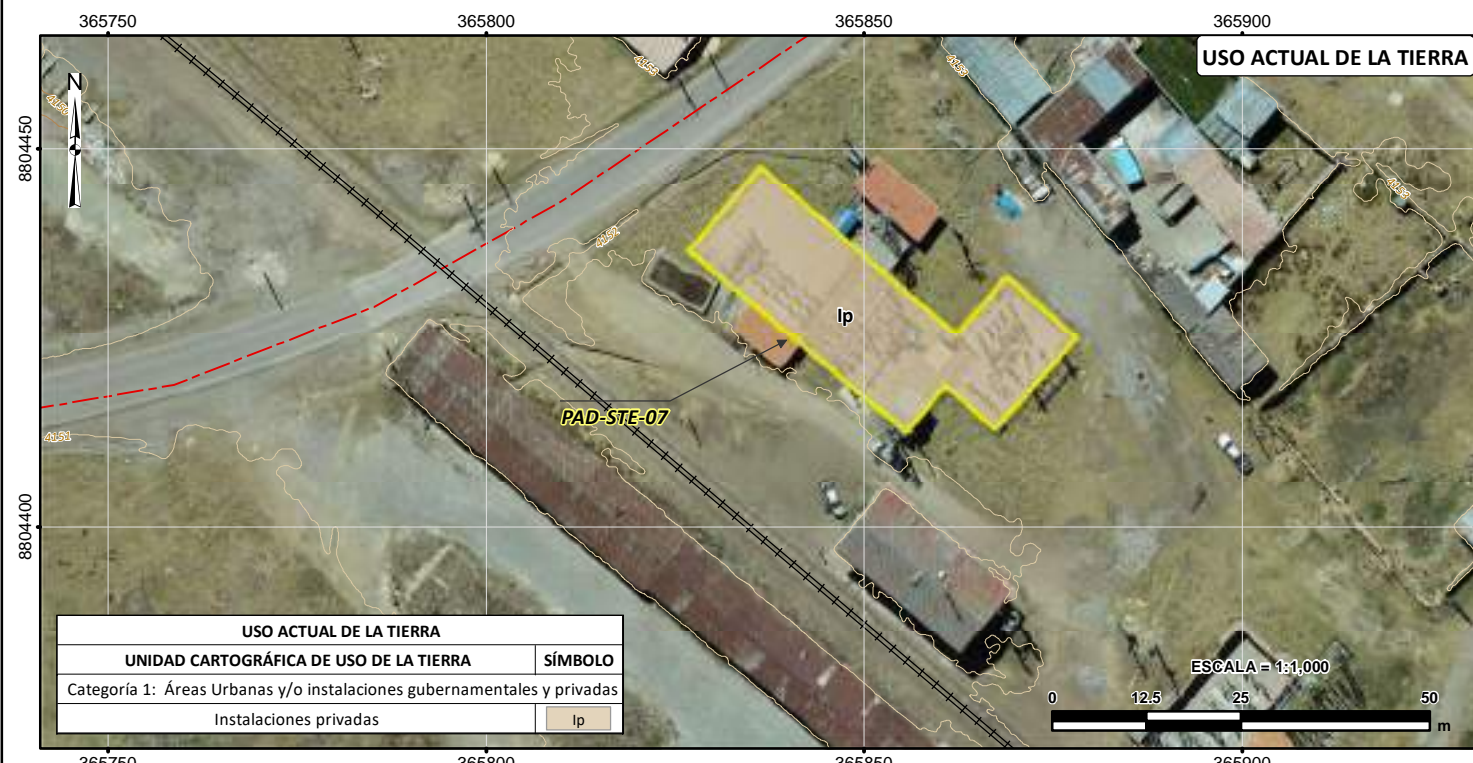 365750 365800 365850 365900
USO ACTUAL DE LA TIERRA
N
4150
4153
4153
8804450
4152
4152
Ip
PAD-STE-07
4151
8804400
USO ACTUAL DE LA TIERRA
UNIDAD CARTOGRÁFICA DE USO DE LA TIERRA SÍMBOLO
Categoría 1: Áreas Urbanas y/o instalaciones gubernamentales y privadas
Instalaciones privadas Ip
ESCALA = 1:1,000
0 12.5 25 50
m
365750 365800 365850 365900